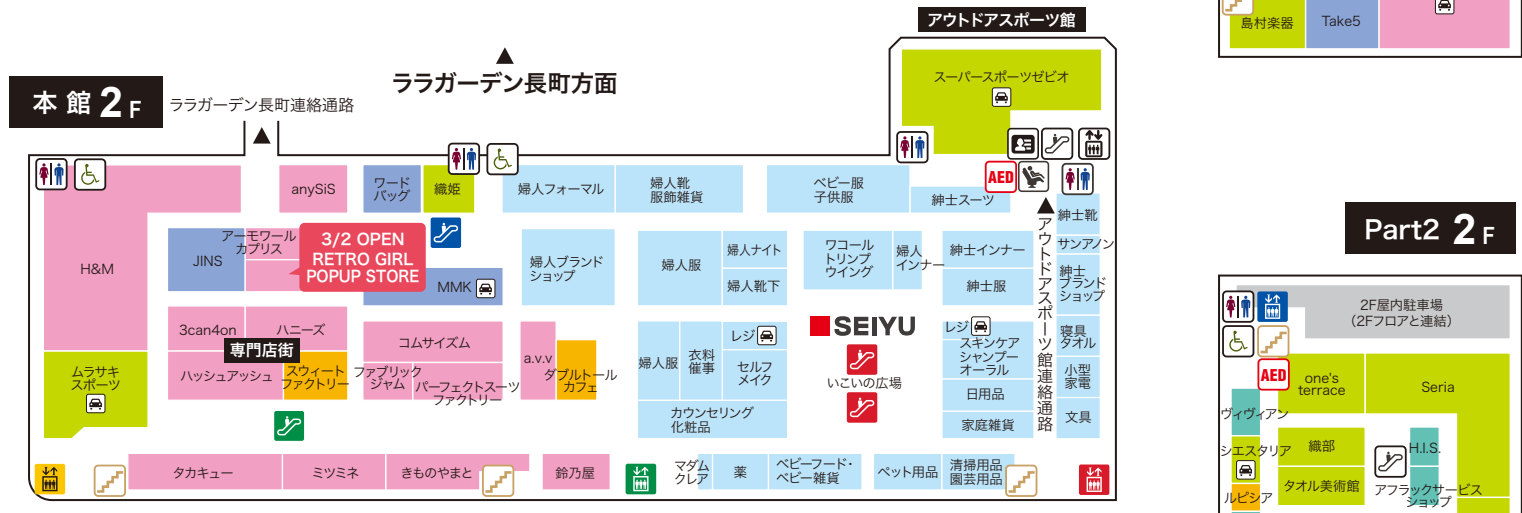 アウトドアスポーツ館
本館 2F
ララガーデン長町方面
ララガーデン長町連絡通路
スーパースポーツゼビオ
AED
anySiS
ワード
バッグ
織姫
婦人フォーマル
婦人靴
服飾雑貨
ベビー服
子供服
紳士スーツ
紳士靴
アウトドアスポーツ館連絡通路
H&M
JINS
アーモワール
カプリス
3/2 OPEN
RETRO GIRL
POPUP STORE
MMK
婦人ブランド
ショップ
婦人服
婦人ナイト
婦人靴下
ワコール
トリンプ
ウイング
婦人
インナー
紳士インナー
紳士服
サンアノン
紳士
ブランド
ショップ
3can4on
ハニーズ
専門店街
ハッシュアッシュ
スウィート
ファクトリー
コムサイズム
ファブリック
ジャム
パーフェクトスーツ
ファクトリー
a.v.v
ダブルトール
カフェ
婦人服
衣料
催事
レジ
セルフ
メイク
カウンセリング
化粧品
SEIYU
いこいの広場
レジ
スキンケア
シャンプー
オーラル
日用品
家庭雑貨
寝具
タオル
小型
家電
文具
ムラサキ
スポーツ
タカキュー
ミツミネ
きものやまと
鈴乃屋
マダム
クレア
薬
ベビーフード・
ベビー雑貨
ペット用品
清掃用品
園芸用品
島村楽器
Take5
Part2 2F
2F屋内駐車場
（2Fフロアと連結）
AED
one's
terrace
Seria
ヴィヴィアン
シエスタリア
織部
H.I.S.
ルピシア
タオル美術館
アフラックサービス
ショップ